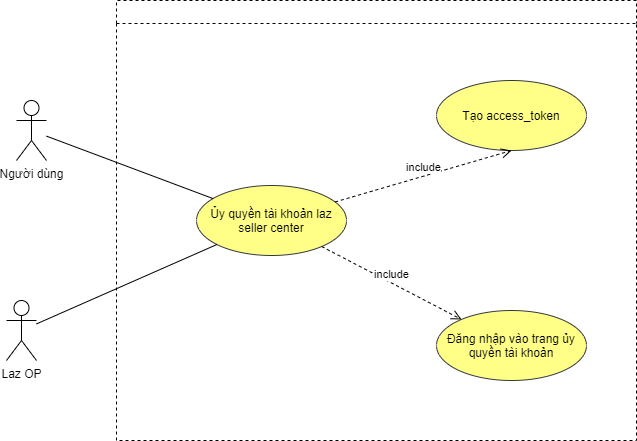 Tạo access_token
include
Người dùng
Ủy quyền tài khoản laz
seller center
include
Đăng nhập vào trang ủy
quyền tài khoản
Laz OP